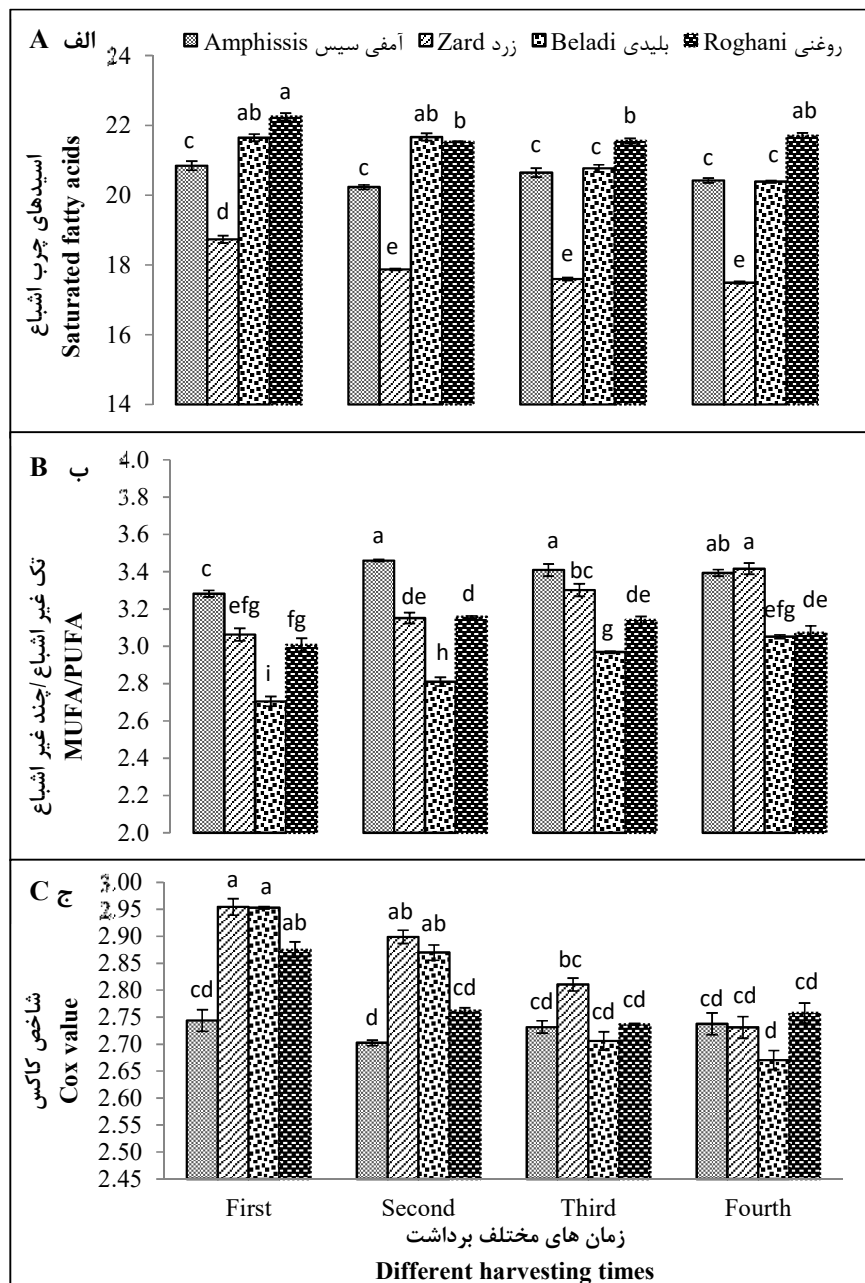 A الف
Amphissis آمفی سیس Zard زرد Beladi بلیدی Roghani روغنی
24
22
20
18
16
14
اسیدهای چرب اشباع
Saturated fatty acids
c d ab a
c e ab b
c e c b
c e c ab
B ب
4.0
3.8
3.6
3.4
3.2
3.0
2.8
2.6
2.4
2.2
2.0
تک غیر اشباع/چند غیر اشباع
MUFA/PUFA
c efg i fg
a de h d
a bc g de
ab a efg de
C ج
3.00
2.95
2.90
2.85
2.80
2.75
2.70
2.65
2.60
2.55
2.50
2.45
شاخص کاکس
Cox value
cd a a ab
d ab ab cd
cd bc cd cd
cd cd d cd
First Second Third Fourth
زمان های مختلف برداشت
Different harvesting times